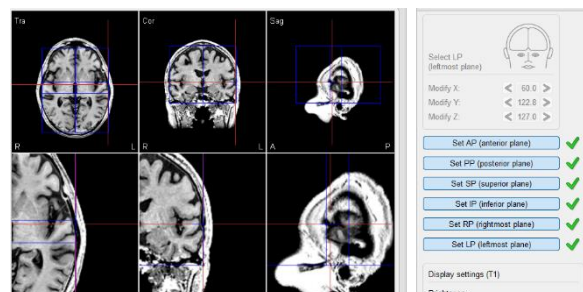 Tra
Cor
Sag
R
L
R
L
A
P
Select LP
(leftmost plane)
Modify X:
60.0
Modify Y:
122.8
Modify Z:
127.0
Set AP (anterior plane)
Set PP (posterior plane)
Set SP (superior plane)
Set IP (inferior plane)
Set RP (rightmost plane)
Set LP (leftmost plane)
Display settings (T1)